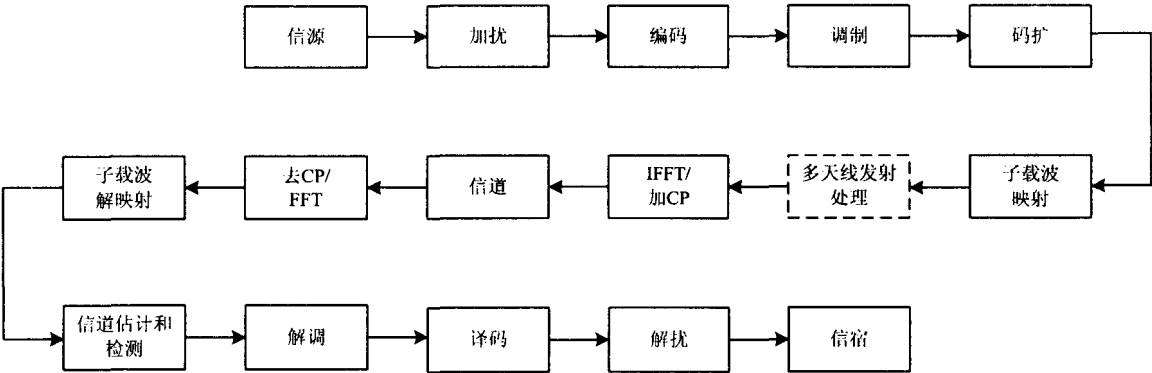 信源
加扰
编码
调制
码扩
子载波
映射
多天线发射
处理
IFFT/
加CP
信道
去CP/
FFT
子载波
解映射
信道估计和
检测
解调
译码
解扰
信宿